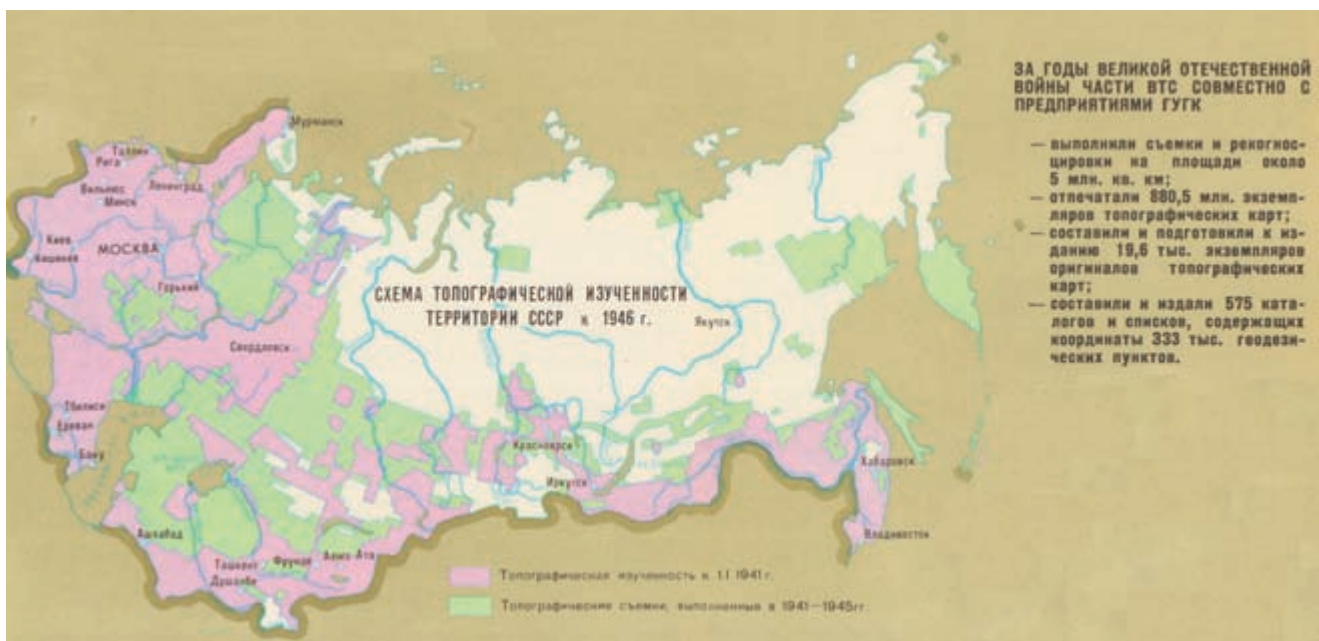 ЗА ГОДЫ ВЕЛИКОЙ ОТЕЧЕСТВЕННОЙ
ВОЙНЫ ЧАСТИ ВТС СОВМЕСТНО С
ПРЕДПРИЯТИЯМИ ГУГК
— выполнили съемки и рекогнос-
цировки на площади около
5 млн. кв. км;
— отпечатали 880,5 млн. экземп-
ляров топографических карт;
— составили и подготовили к из-
данию 19,6 тыс. экземпляров
оригиналов топографических
карт;
— составили и издали 575 ката-
логов и списков, содержащих
координаты 333 тыс. геодези-
ческих пунктов.
Мурманск
Таллин
Рига
Ленинград
Вильнюс
Минск
Киев
МОСКВА
Кишинев
Горький
СХЕМА ТОПОГРАФИЧЕСКОЙ ИЗУЧЕННОСТИ
ТЕРРИТОРИИ СССР к 1946 г.
Якутск
Свердловск
Тбилиси
Ереван
Баку
Красноярск
Иркутск
Хабаровск
Владивосток
Ашхабад
Ташкент
Фрунзе
Алма-Ата
Душанбе
Топографическая изученность к 1.I 1941 г.
Топографические съемки, выполненные в 1941—1945гг.